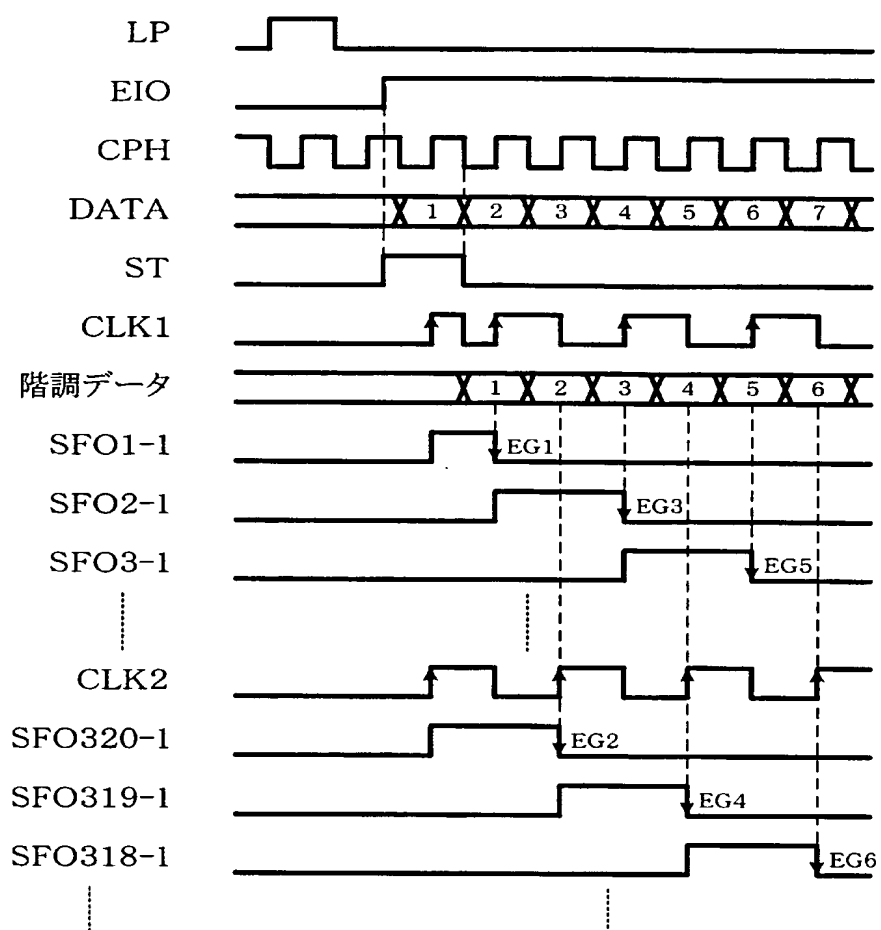 LP
EIO
CPH
DATA 1 2 3 4 5 6 7
ST
CLK1
階調データ 1 2 3 4 5 6
SFO1-1 EG1
SFO2-1 EG3
SFO3-1 EG5
CLK2
SFO320-1 EG2
SFO319-1 EG4
SFO318-1 EG6